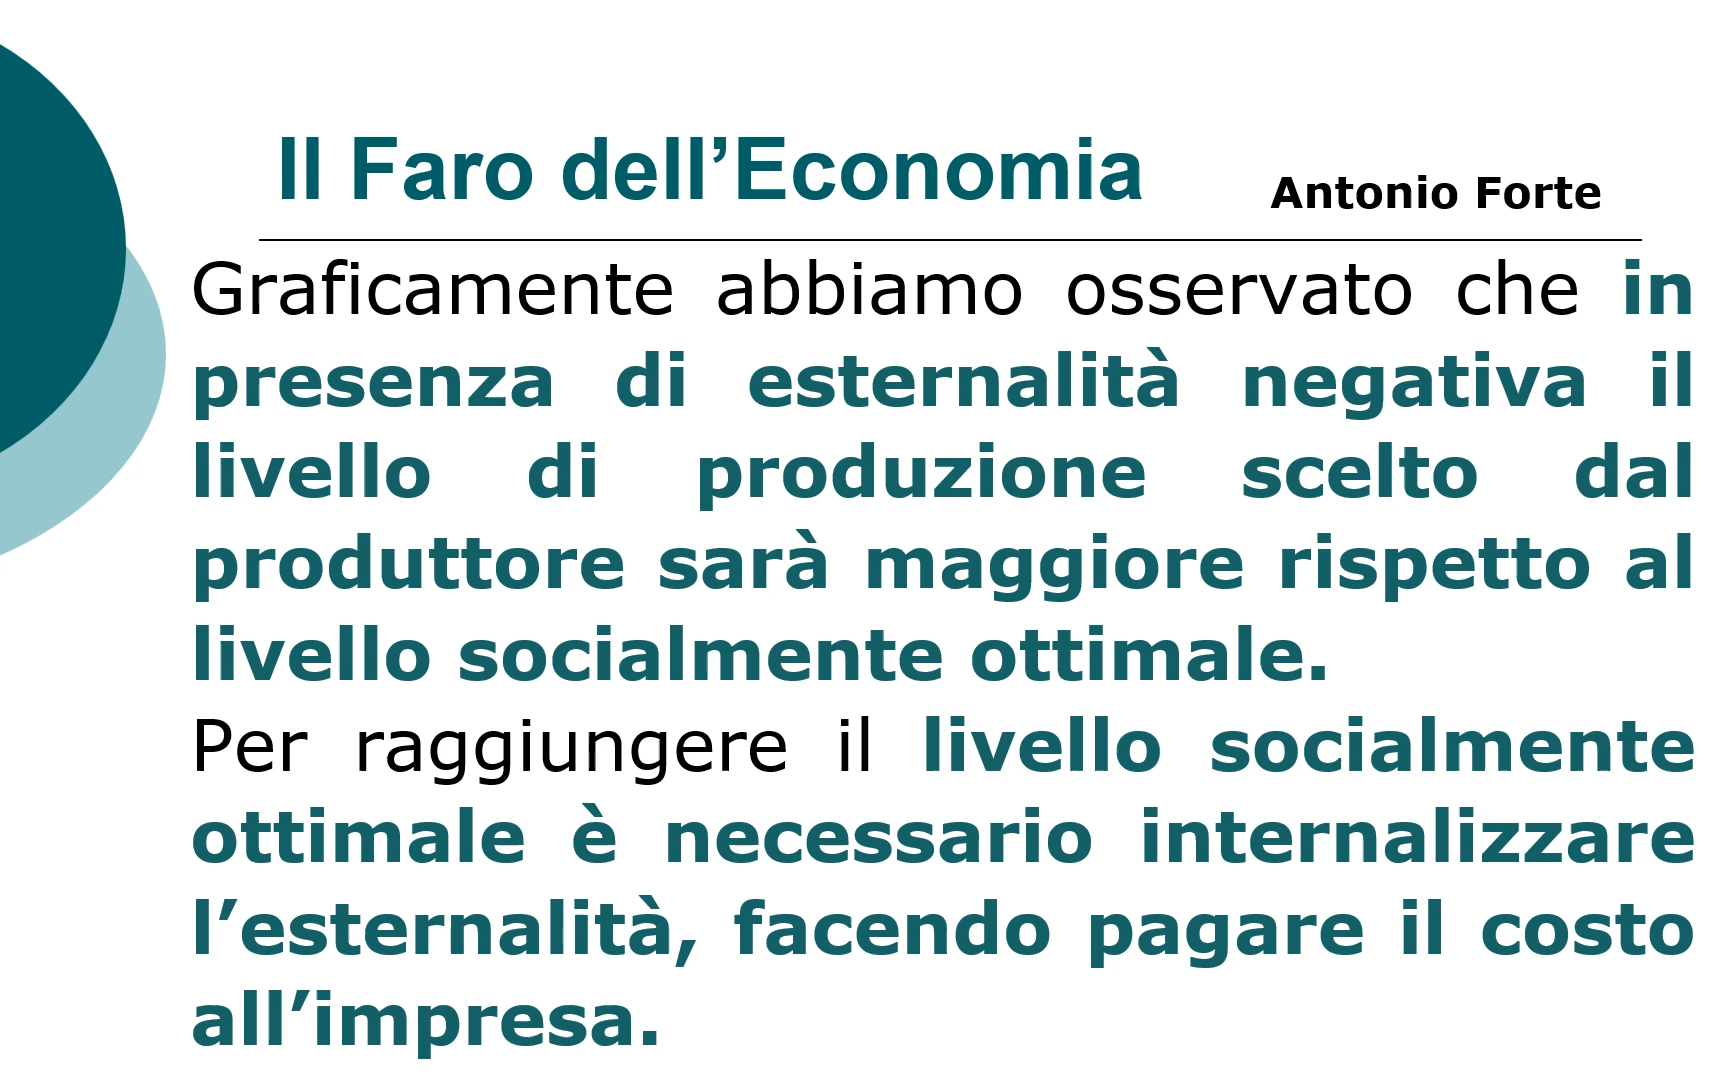 Il Faro dell’Economia
Antonio Forte
Graficamente abbiamo osservato che in
presenza di esternalità negativa il
livello di produzione scelto dal
produttore sarà maggiore rispetto al
livello socialmente ottimale.
Per raggiungere il livello socialmente
ottimale è necessario internalizzare
l’esternalità, facendo pagare il costo
all’impresa.